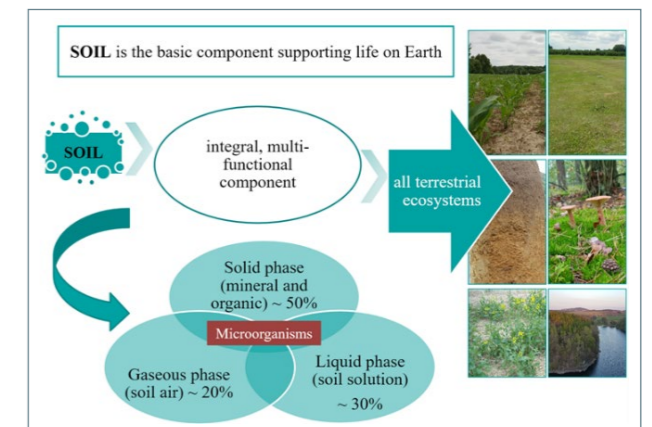 SOIL is the basic component supporting life on Earth
SOIL
integral, multi-
functional
component
all terrestrial
ecosystems
Solid phase
(mineral and
organic) ~ 50%
Microorganisms
Gaseous phase
(soil air) ~ 20%
Liquid phase
(soil solution)
~ 30%